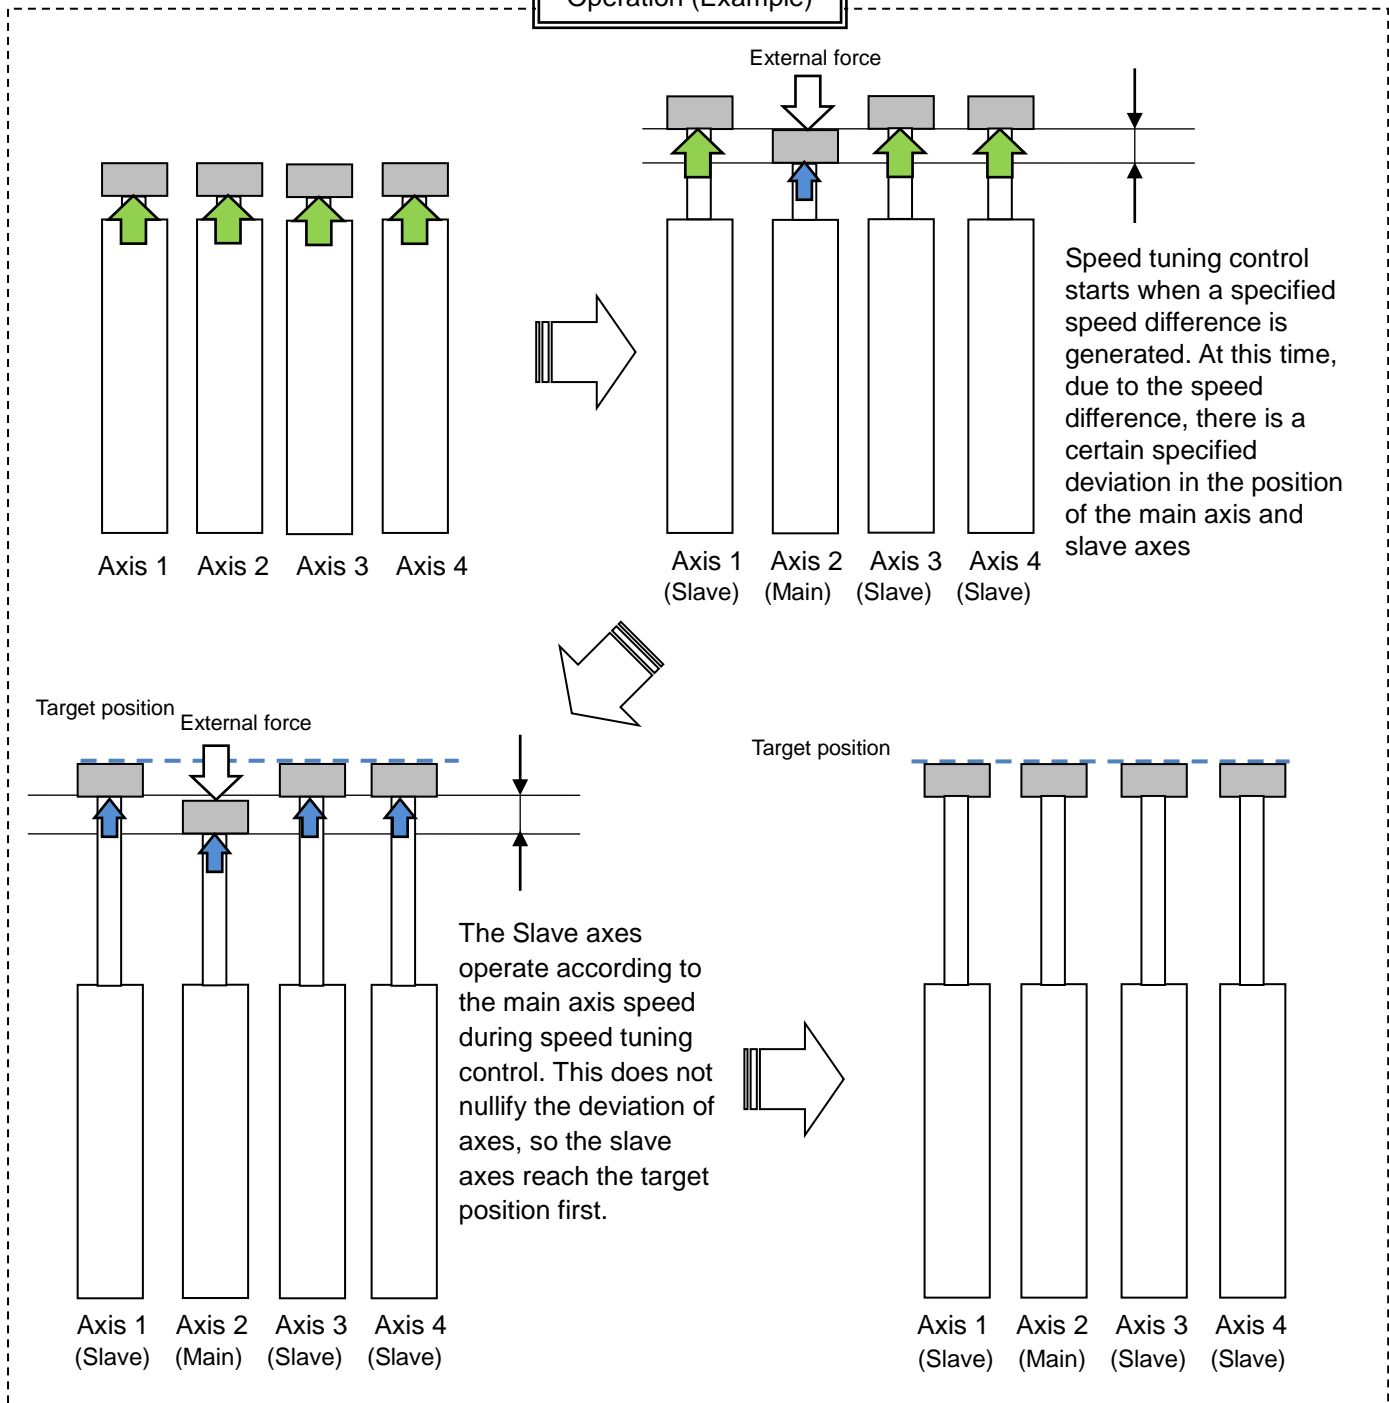 Operation (Example)
External force
Axis 1 Axis 2 Axis 3 Axis 4
Speed tuning control
starts when a specified
speed difference is
generated. At this time,
due to the speed
difference, there is a
certain specified
deviation in the position
of the main axis and
slave axes
Axis 1 Axis 2 Axis 3 Axis 4
(Slave) (Main) (Slave) (Slave)
Target position
External force
The Slave axes
operate according to
the main axis speed
during speed tuning
control. This does not
nullify the deviation of
axes, so the slave
axes reach the target
position first.
Axis 1 Axis 2 Axis 3 Axis 4
(Slave) (Main) (Slave) (Slave)
Target position
Axis 1 Axis 2 Axis 3 Axis 4
(Slave) (Main) (Slave) (Slave)